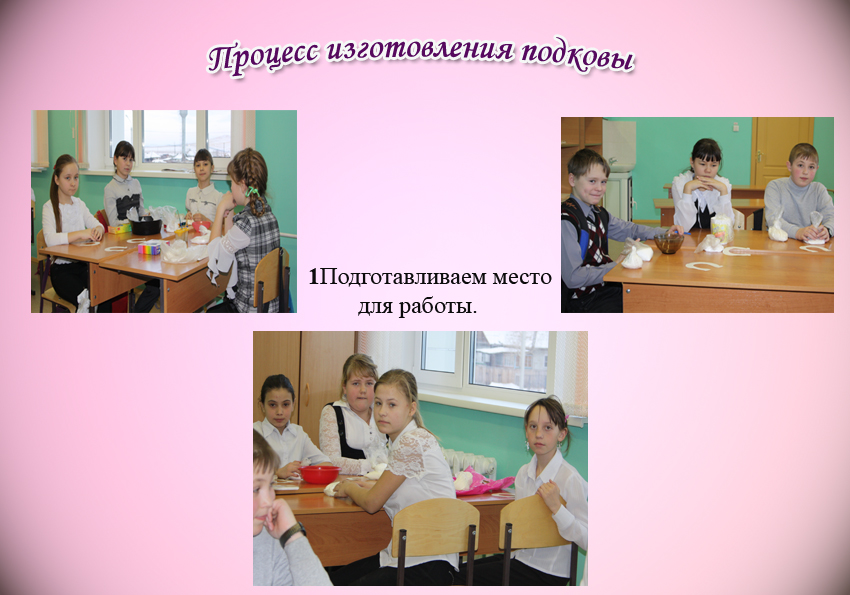 Процесс изготовления подковы
1Подготавливаем место
для работы.